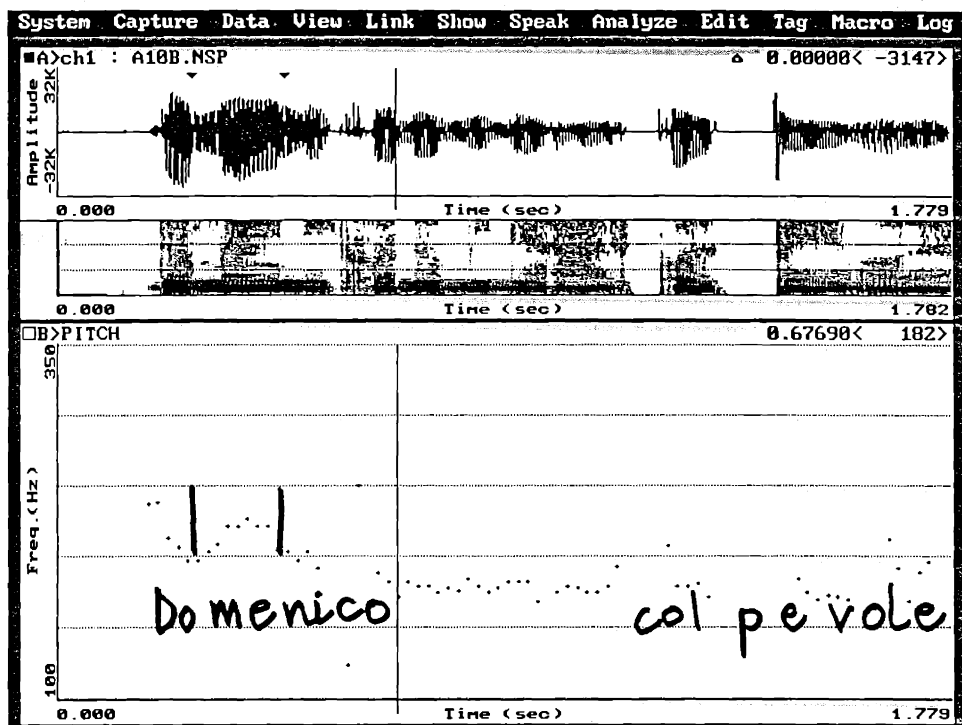 System Capture Data View Link Show Speak Analyze Edit Tag Macro Log
■A>ch1 : A10B.NSP 0.00000< -3147>
Amplitude
-32K 32K
0.000 Time (sec) 1.779
0.000 Time (sec) 1.782
□B>PITCH 0.67690< 182>
350
Freq.(Hz)
Domenico col pe vole
100
0.000 Time (sec) 1.779